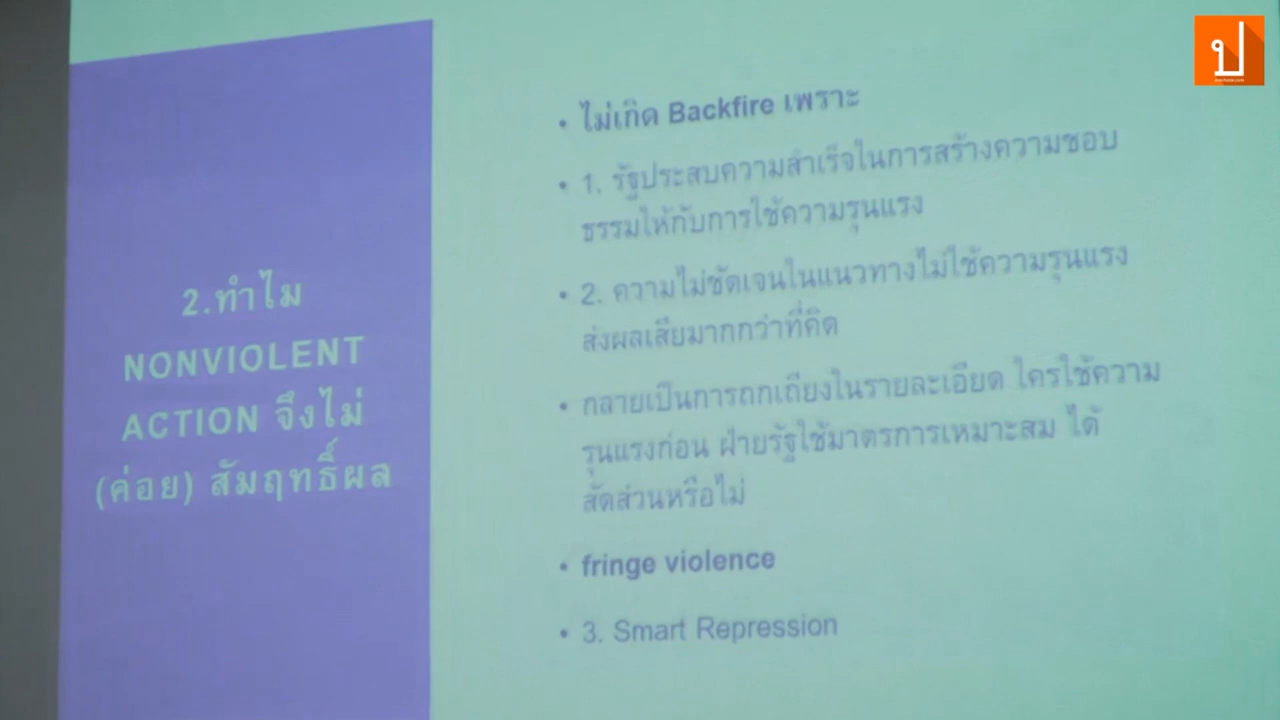 2.ทำไม
NONVIOLENT
ACTION จึงไม่
(ค่อย) สัมฤทธิ์ผล
• ไม่เกิด Backfire เพราะ
• 1. รัฐประสบความสำเร็จในการสร้างความชอบ
ธรรมให้กับการใช้ความรุนแรง
• 2. ความไม่ชัดเจนในแนวทางไม่ใช้ความรุนแรง
ส่งผลเสียมากกว่าที่คิด
• กลายเป็นการถกเถียงในรายละเอียด ใครใช้ความ
รุนแรงก่อน ฝ่ายรัฐใช้มาตรการเหมาะสม ได้
สัดส่วนหรือไม่
• fringe violence
• 3. Smart Repression
ป